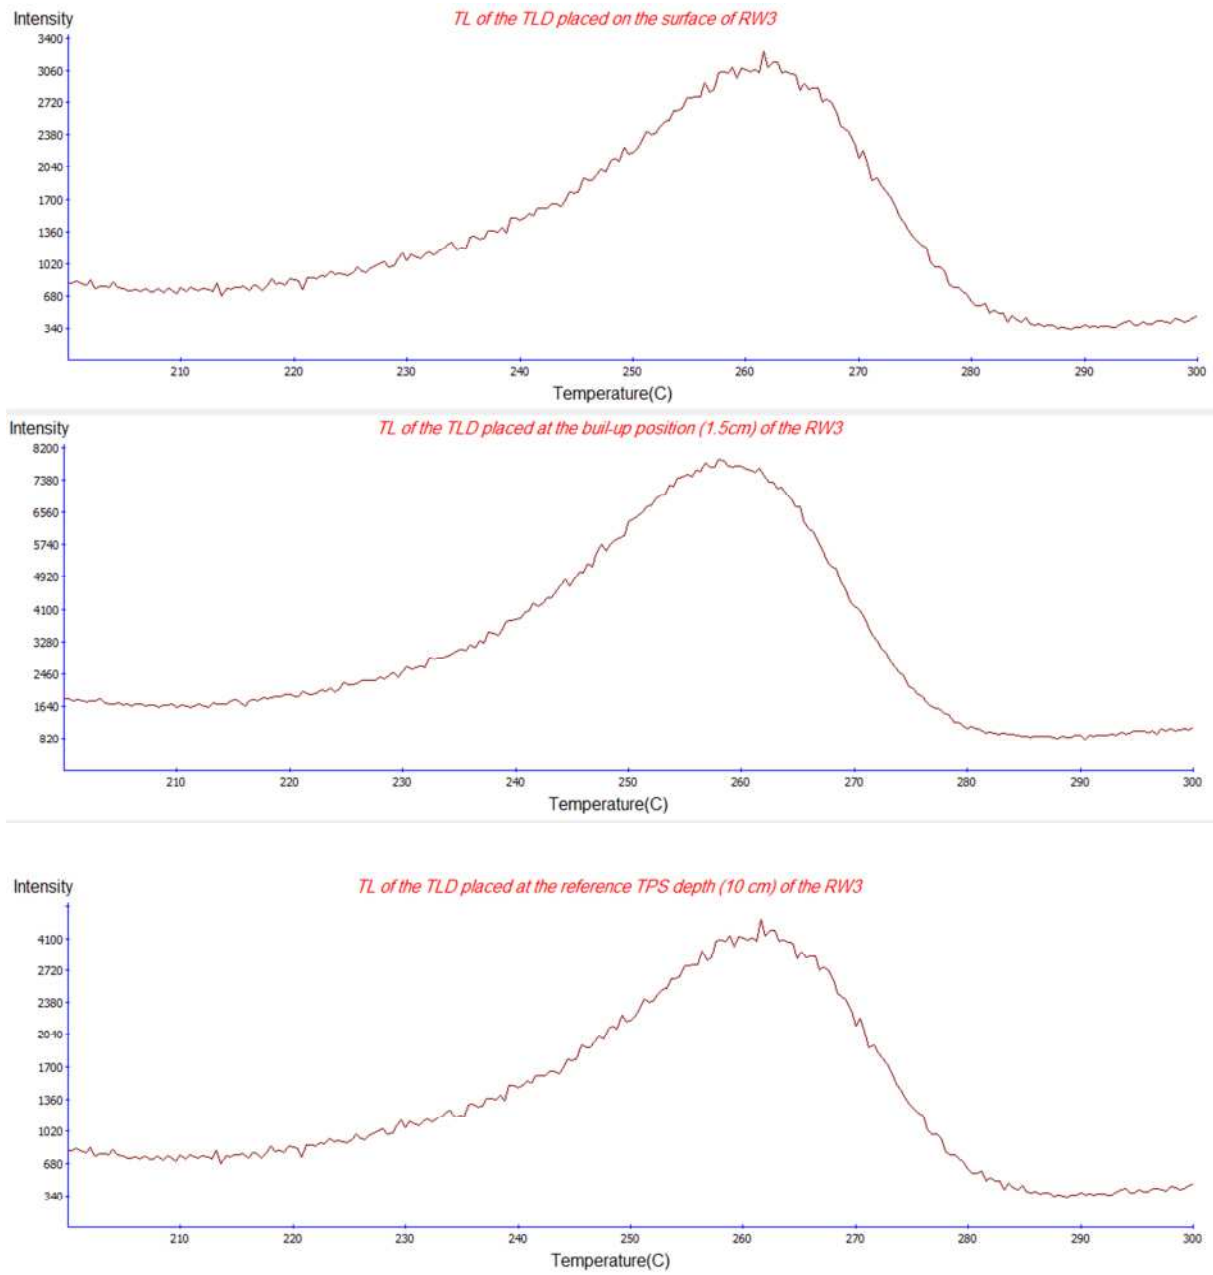 Intensity
TL of the TLD placed on the surface of RW3
3400
3060
2720
2380
2040
1700
1360
1020
680
340
210 220 230 240 250 260 270 280 290 300
Temperature(C)
Intensity
TL of the TLD placed at the buil-up position (1.5cm) of the RW3
8200
7380
6560
5740
4920
4100
3280
2460
1640
820
210 220 230 240 250 260 270 280 290 300
Temperature(C)
Intensity
TL of the TLD placed at the reference TPS depth (10 cm) of the RW3
4100
2720
2380
2040
1700
1360
1020
680
340
210 220 230 240 250 260 270 280 290 300
Temperature(C)